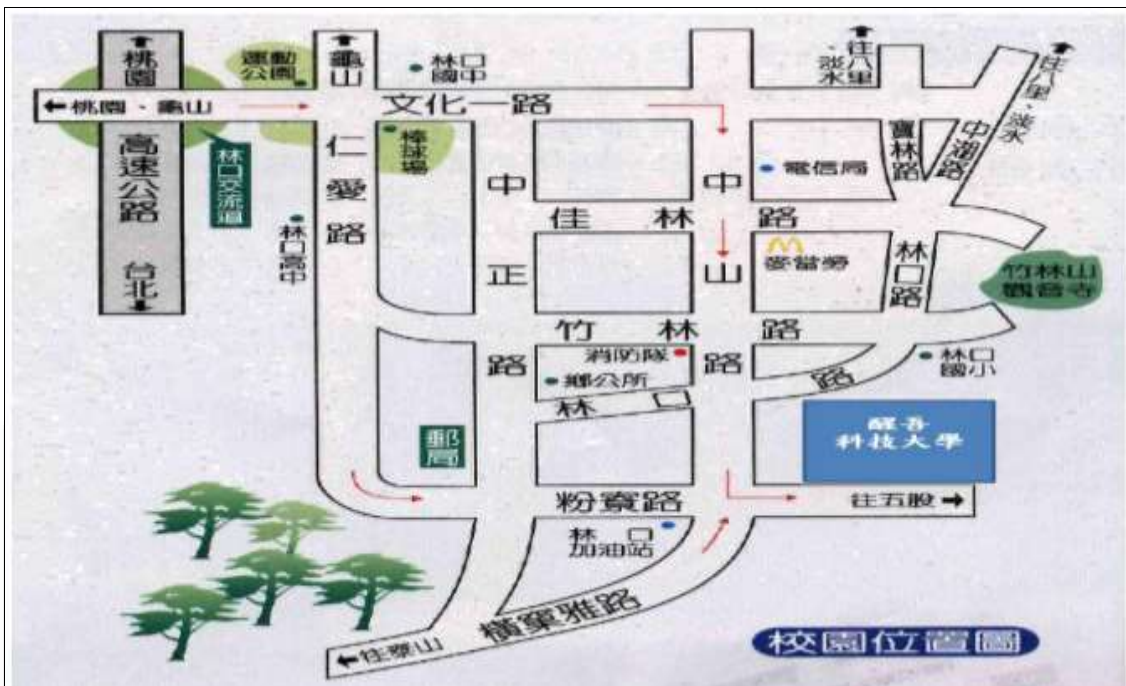 桃園
運動
公園
龜山
林口
國中
往八里
、淡水
往八里、淡水
←桃園、龜山
文化一路
高速公路
林口交流道
仁愛路
棒球場
中正路
中山路
電信局
寶林路
中湖路
佳林路
林口高中
台北
麥當勞
林口路
竹林山
觀音寺
竹林路
消防隊
鄉公所
林口路
林口
國小
醒吾
科技大學
郵局
粉寮路
往五股→
林口
加油站
橫窠雅路
←往泰山
校園位置圖